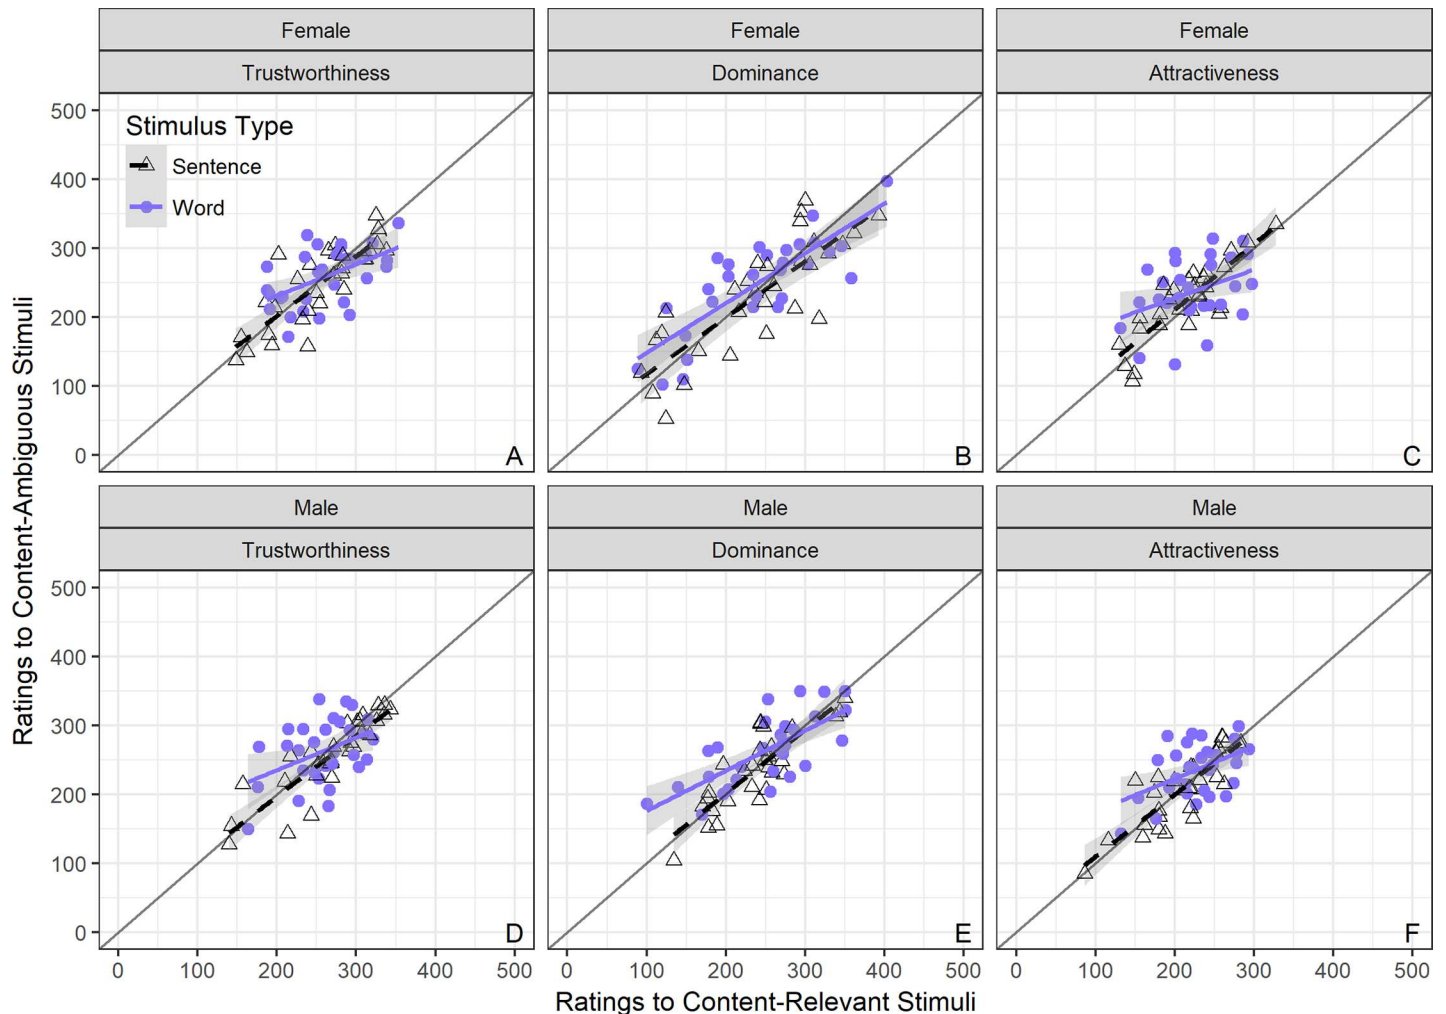 Female
Female
Female
Trustworthiness
Dominance
Attractiveness
500
400
300
200
100
0
Stimulus Type
Sentence
Word
A
B
C
Male
Male
Male
Trustworthiness
Dominance
Attractiveness
500
400
300
200
100
0
D
E
F
0 100 200 300 400 500
0 100 200 300 400 500
0 100 200 300 400 500
Ratings to Content-Relevant Stimuli
Ratings to Content-Ambiguous Stimuli